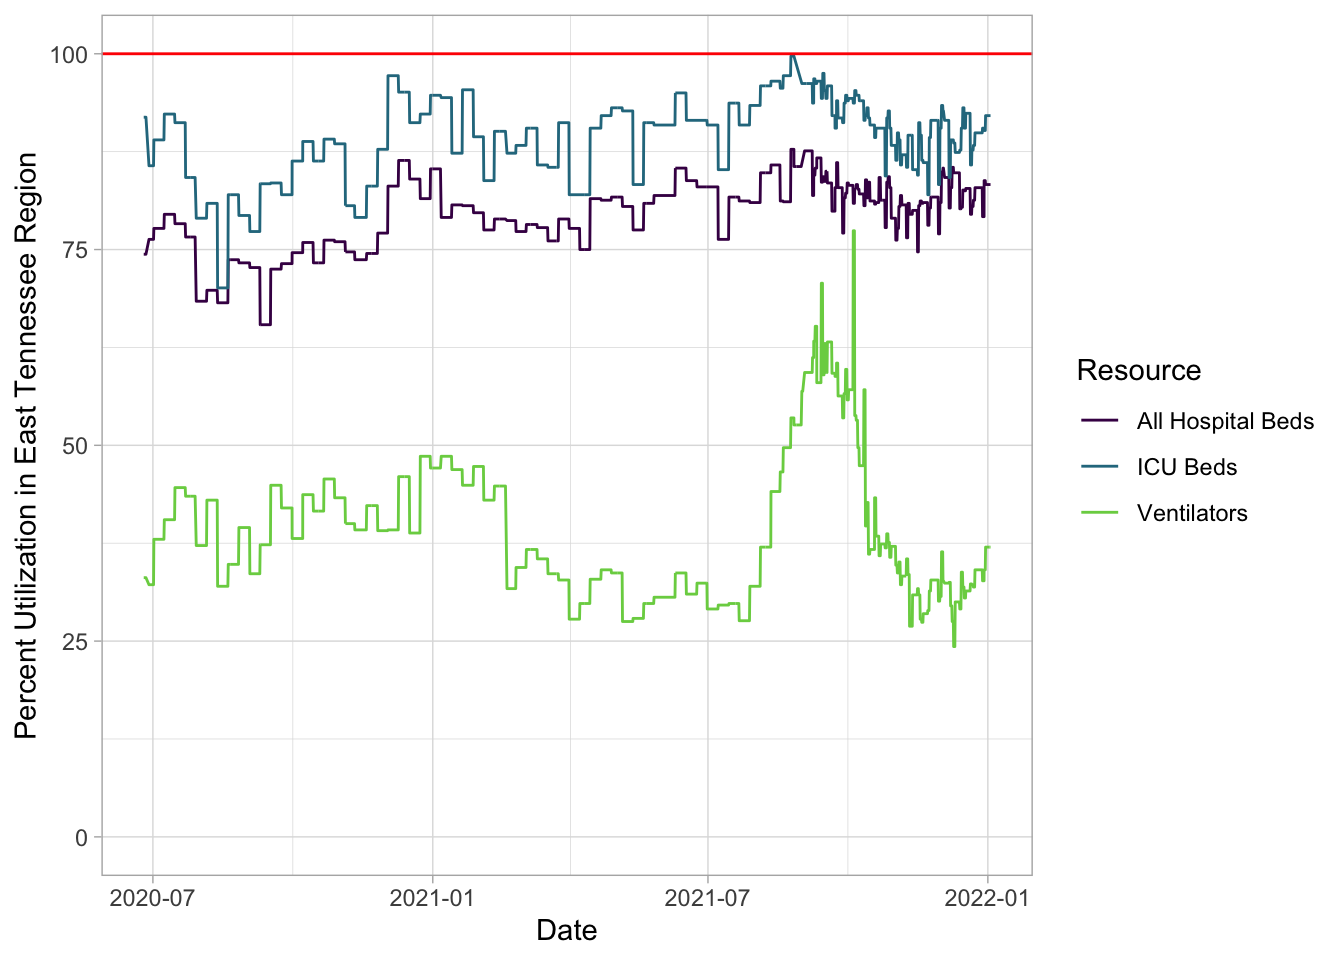 Percent Utilization in East Tennessee Region
100
75
50
25
0
2020-07
2021-01
2021-07
2022-01
Date
Resource
All Hospital Beds
ICU Beds
Ventilators